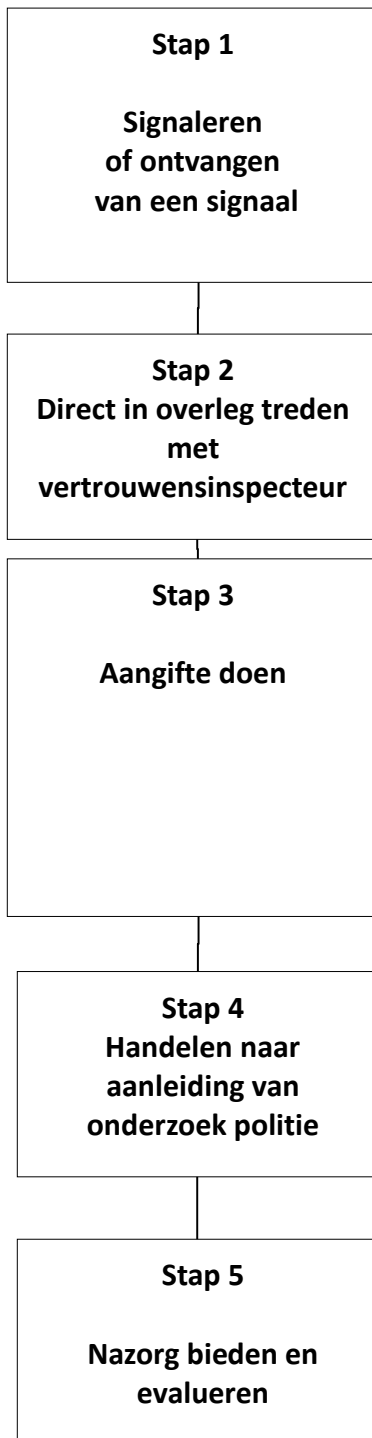 Stap 1
Signaleren
of ontvangen
van een signaal
Stap 2
Direct in overleg treden
met
vertrouwensinspecteur
Stap 3
Aangifte doen
Stap 4
Handelen naar
aanleiding van
onderzoek politie
Stap 5
Nazorg bieden en
evalueren